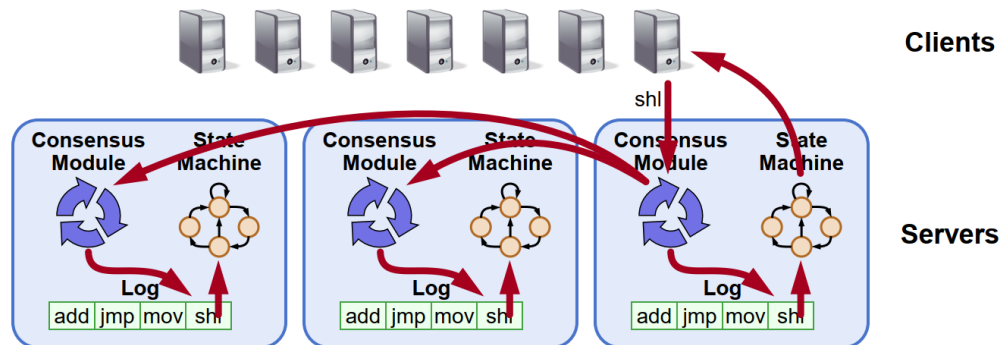 Clients
shl
Consensus Module
State Machine
Log
add jmp mov shl
Consensus Module
State Machine
Log
add jmp mov shl
Consensus Module
State Machine
Log
add jmp mov shl
Servers